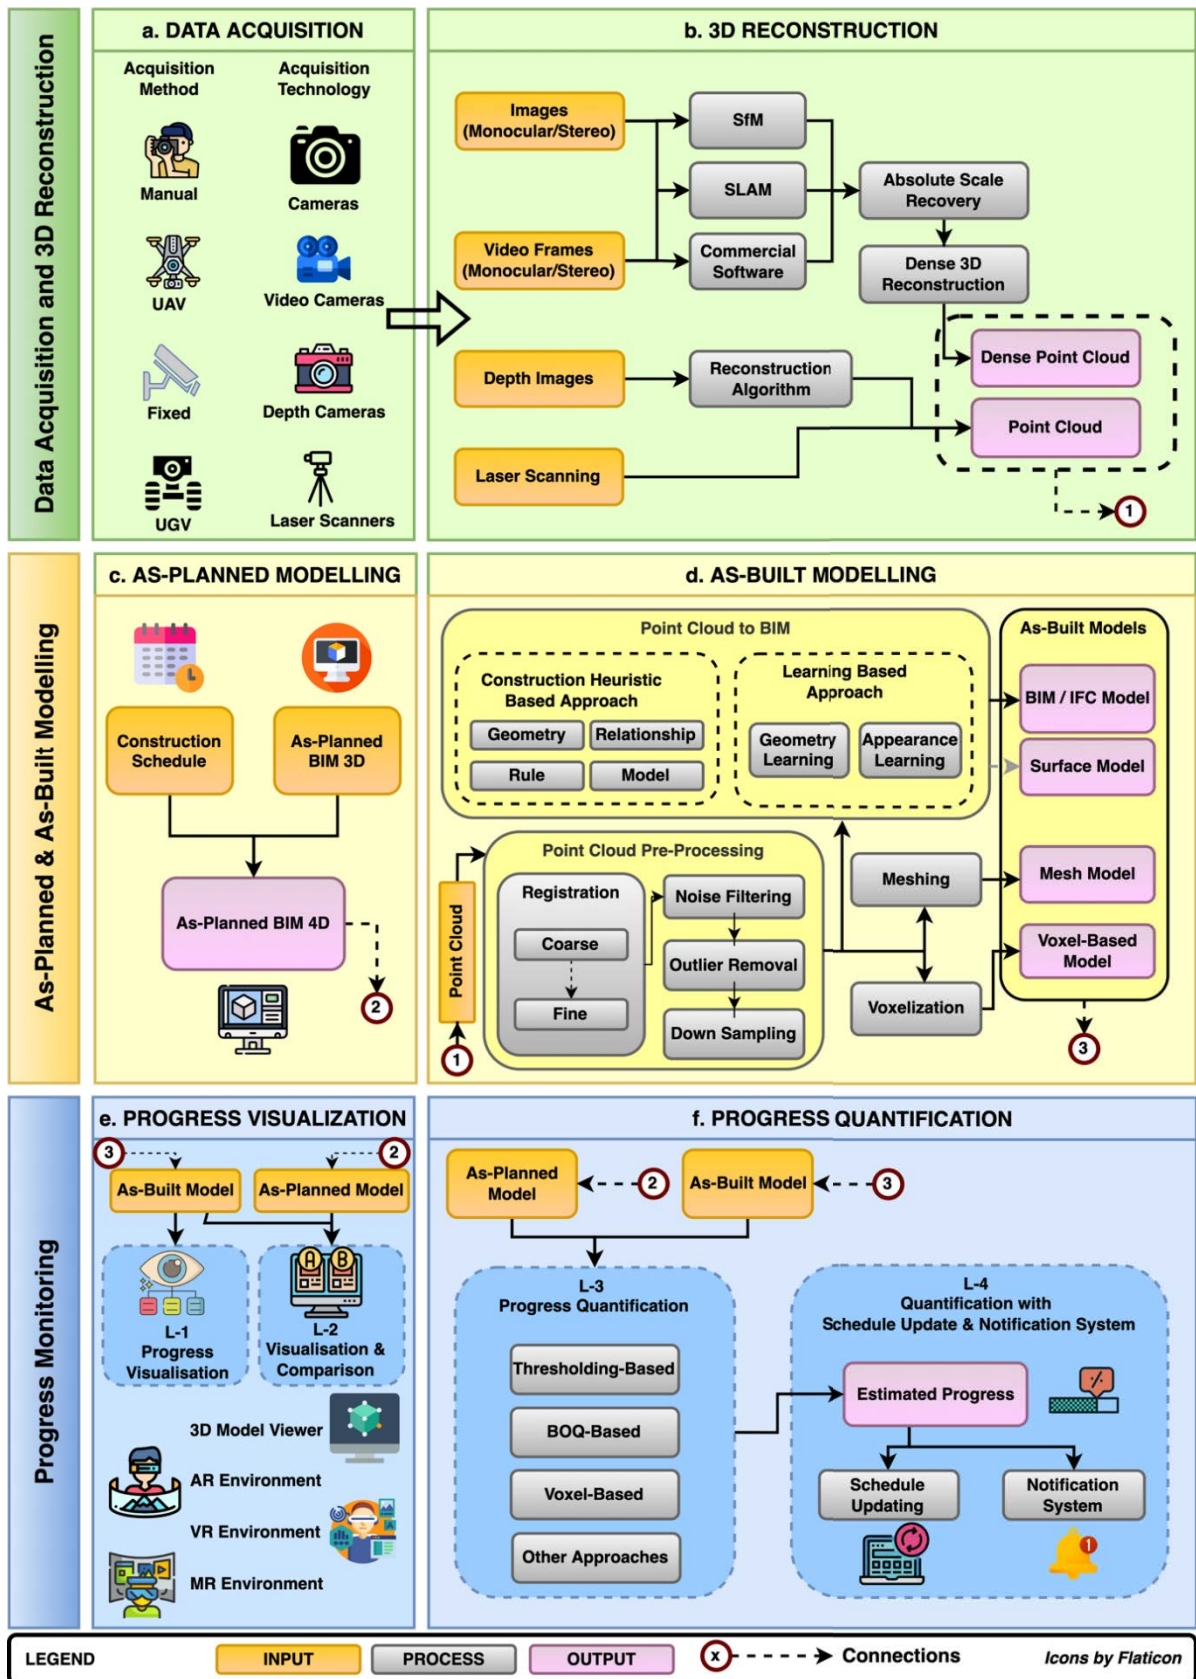 Data Acquisition and 3D Reconstruction
a. DATA ACQUISITION
Acquisition
Method
Acquisition
Technology
Manual
Cameras
UAV
Video Cameras
Fixed
Depth Cameras
UGV
Laser Scanners
b. 3D RECONSTRUCTION
Images
(Monocular/Stereo)
SfM
SLAM
Absolute Scale
Recovery
Video Frames
(Monocular/Stereo)
Commercial
Software
Dense 3D
Reconstruction
Dense Point Cloud
Depth Images
Reconstruction
Algorithm
Point Cloud
Laser Scanning
1
As-Planned & As-Built Modelling
c. AS-PLANNED MODELLING
Construction
Schedule
As-Planned
BIM 3D
As-Planned BIM 4D
2
d. AS-BUILT MODELLING
Point Cloud to BIM
Construction Heuristic
Based Approach
Geometry
Relationship
Rule
Model
Learning Based
Approach
Geometry
Learning
Appearance
Learning
As-Built Models
BIM / IFC Model
Surface Model
Mesh Model
Voxel-Based
Model
3
Point Cloud
1
Point Cloud Pre-Processing
Registration
Coarse
Fine
Noise Filtering
Outlier Removal
Down Sampling
Meshing
Voxelization
Progress Monitoring
e. PROGRESS VISUALIZATION
3
2
As-Built Model
As-Planned Model
L-1
Progress
Visualisation
A B
L-2
Visualisation &
Comparison
3D Model Viewer
AR Environment
VR Environment
MR Environment
f. PROGRESS QUANTIFICATION
As-Planned
Model
2
As-Built Model
3
L-3
Progress Quantification
Thresholding-Based
BOQ-Based
Voxel-Based
Other Approaches
L-4
Quantification with
Schedule Update & Notification System
Estimated Progress
Schedule
Updating
Notification
System
1
LEGEND
INPUT
PROCESS
OUTPUT
x
Connections
Icons by Flaticon